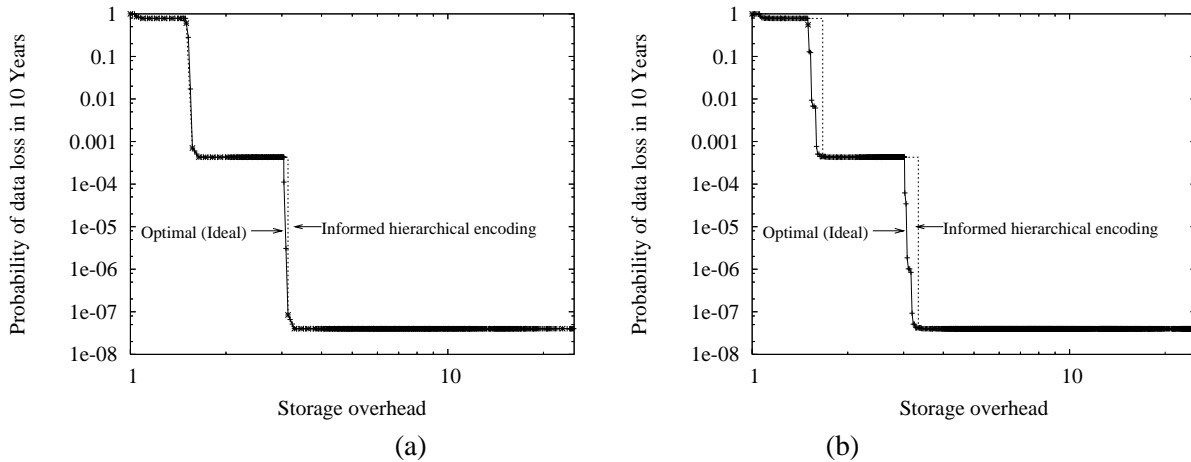 Probability of data loss in 10 Years
1
0.1
0.01
0.001
1e-04
1e-05
1e-06
1e-07
1e-08
Optimal (Ideal)
Informed hierarchical encoding
1
10
Storage overhead
(a)
Probability of data loss in 10 Years
1
0.1
0.01
0.001
1e-04
1e-05
1e-06
1e-07
1e-08
Optimal (Ideal)
Informed hierarchical encoding
1
10
Storage overhead
(b)